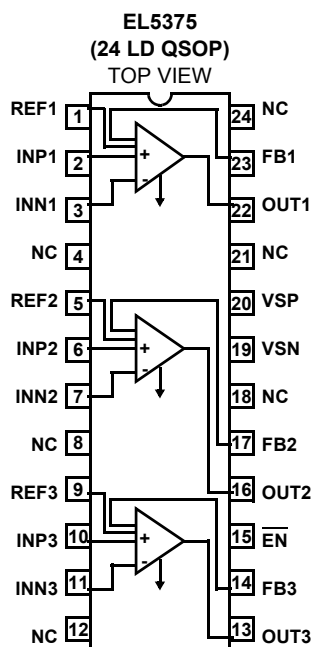 EL5375
(24 LD QSOP)
TOP VIEW
REF1 1 24 NC
INP1 2 + 23 FB1
INN1 3 - 22 OUT1
NC 4 21 NC
REF2 5 20 VSP
INP2 6 + 19 VSN
INN2 7 - 18 NC
NC 8 17 FB2
REF3 9 16 OUT2
INP3 10 + 15 EN
INN3 11 - 14 FB3
NC 12 13 OUT3